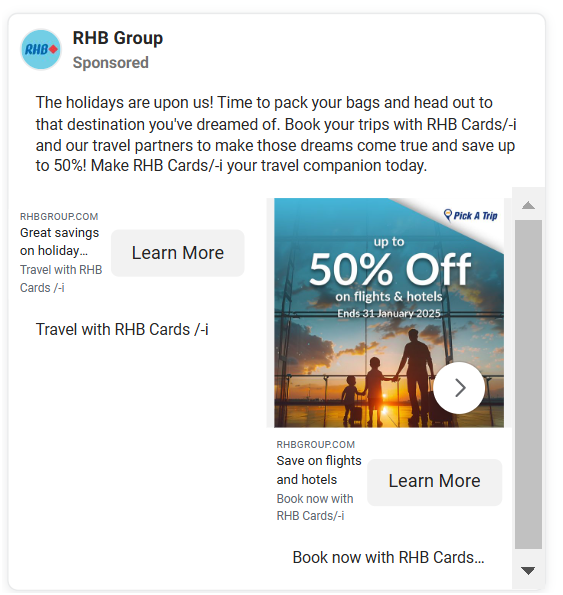 RHB
RHB Group
Sponsored
The holidays are upon us! Time to pack your bags and head out to
that destination you've dreamed of. Book your trips with RHB Cards/-i
and our travel partners to make those dreams come true and save up
to 50%! Make RHB Cards/-i your travel companion today.
RHBGROUP.COM
Great savings
on holiday...
Travel with RHB
Cards /-i
Learn More
Travel with RHB Cards /-i
Pick A Trip
up to
50% Off
on flights & hotels
Ends 31 January 2025
RHBGROUP.COM
Save on flights
and hotels
Book now with
RHB Cards/-i
Learn More
Book now with RHB Cards...